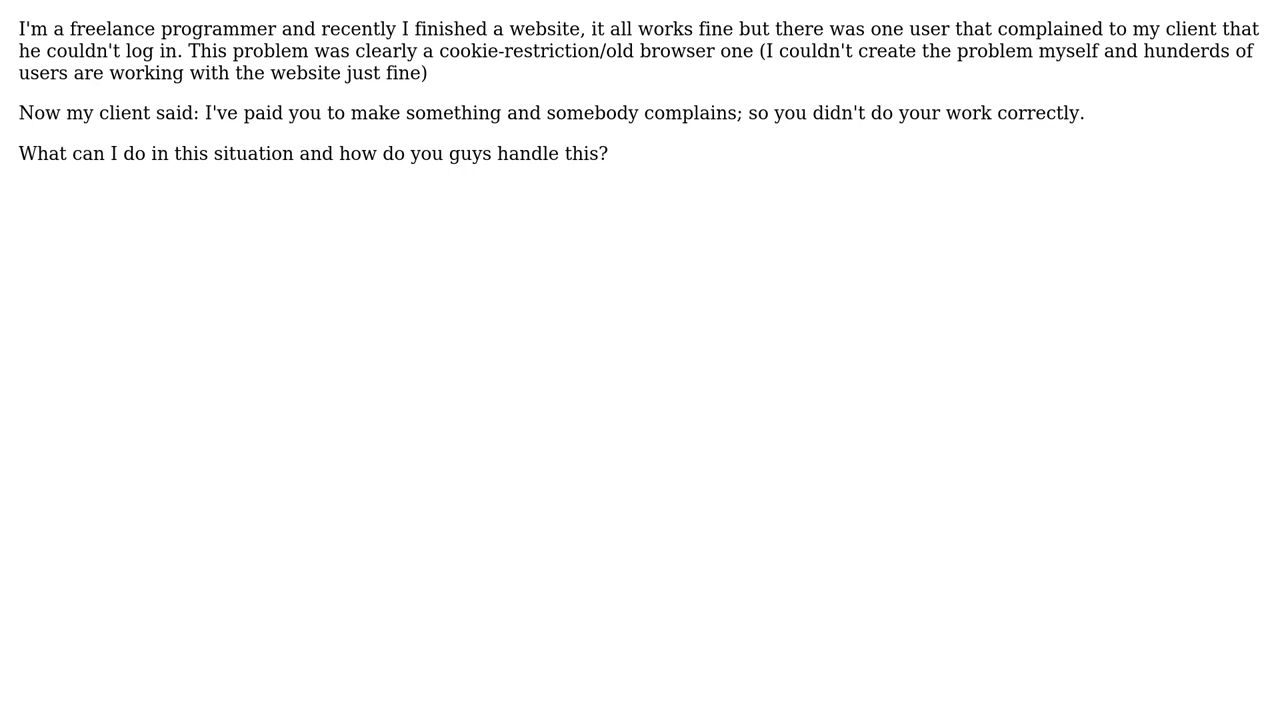 I'm a freelance programmer and recently I finished a website, it all works fine but there was one user that complained to my client that
he couldn't log in. This problem was clearly a cookie-restriction/old browser one (I couldn't create the problem myself and hunderds of
users are working with the website just fine)
Now my client said: I've paid you to make something and somebody complains; so you didn't do your work correctly.
What can I do in this situation and how do you guys handle this?